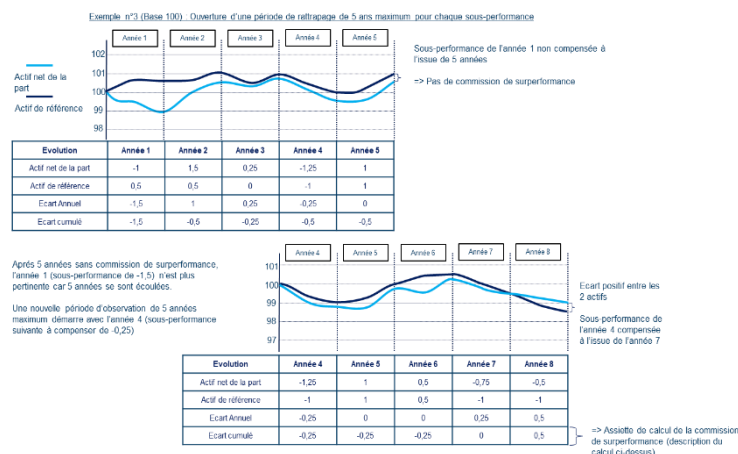 Exemple n°3 (Base 100) : Ouverture d'une période de rattrapage de 5 ans maximum pour chaque sous-performance
Année 1 Année 2 Année 3 Année 4 Année 5
102
101
100
99
98
Actif net de la part
Actif de référence
Sous-performance de l'année 1 non compensée à
l'issue de 5 années
=> Pas de commission de surperformance
Evolution Année 1 Année 2 Année 3 Année 4 Année 5
Actif net de la part -1 1,5 0,25 -1,25 1
Actif de référence 0,5 0,5 0 -1 1
Ecart Annuel -1,5 1 0,25 -0,25 0
Ecart cumulé -1,5 -0,5 -0,25 -0,5 -0,5
Après 5 années sans commission de surperformance,
l'année 1 (sous-performance de -1,5) n'est plus
pertinente car 5 années se sont écoulées.
Une nouvelle période d'observation de 5 années
maximum démarre avec l'année 4 (sous-performance
suivante à compenser de -0,25)
Année 4 Année 5 Année 6 Année 7 Année 8
101
100
99
98
97
Ecart positif entre les
2 actifs
Sous-performance de
l'année 4 compensée
à l'issue de l'année 7
Evolution Année 4 Année 5 Année 6 Année 7 Année 8
Actif net de la part -1,25 1 0,5 -0,75 -0,5
Actif de référence -1 1 0,5 -1 -1
Ecart Annuel -0,25 0 0 0,25 0,5
Ecart cumulé -0,25 -0,25 -0,25 0 0,5
=> Assiette de calcul de la commission
de surperformance (description du
calcul ci-dessus)